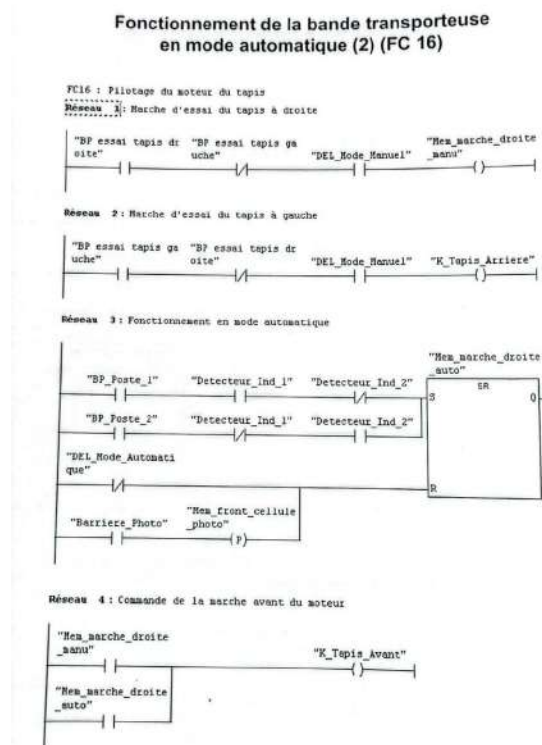 Fonctionnement de la bande transporteuse
en mode automatique (2) (FC 16)
FC16 : Pilotage du moteur du tapis
Réseau 1: Marche d'essai du tapis à droite
"BP essai tapis dr
oite"
"BP essai tapis ga
uche"
"DEL_Mode_Manuel"
"Mem_marche_droite
_manu"
Réseau 2: Marche d'essai du tapis à gauche
"BP essai tapis ga
uche"
"BP essai tapis dr
oite"
"DEL_Mode_Manuel"
"K_Tapis_Arriere"
Réseau 3: Fonctionnement en mode automatique
"Mem_marche_droite
_auto"
"BP_Poste_1"
"Detecteur_Ind_1"
"Detecteur_Ind_2"
SR
S
Q
"BP_Poste_2"
"Detecteur_Ind_1"
"Detecteur_Ind_2"
"DEL_Mode_Automati
que"
R
"Barriere_Photo"
"Mem_front_cellule
_photo"
P
Réseau 4: Commande de la marche avant du moteur
"Mem_marche_droite
_manu"
"K_Tapis_Avant"
"Mem_marche_droite
_auto"